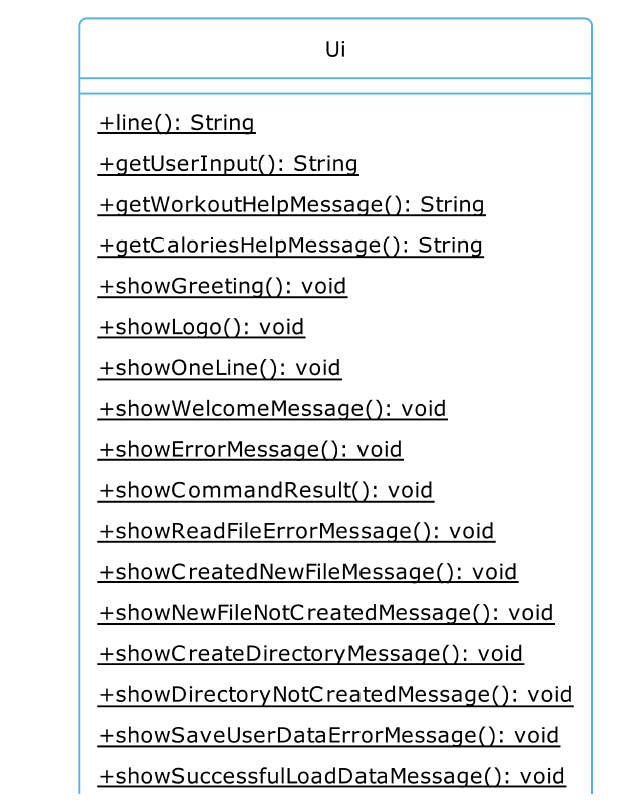 Ui
+line(): String
+getUserInput(): String
+getWorkoutHelpMessage(): String
+getCaloriesHelpMessage(): String
+showGreeting(): void
+showLogo(): void
+showOneLine(): void
+showWelcomeMessage(): void
+showErrorMessage(): void
+showCommandResult(): void
+showReadFileErrorMessage(): void
+showCreatedNewFileMessage(): void
+showNewFileNotCreatedMessage(): void
+showCreateDirectoryMessage(): void
+showDirectoryNotCreatedMessage(): void
+showSaveUserDataErrorMessage(): void
+showSuccessfulLoadDataMessage(): void